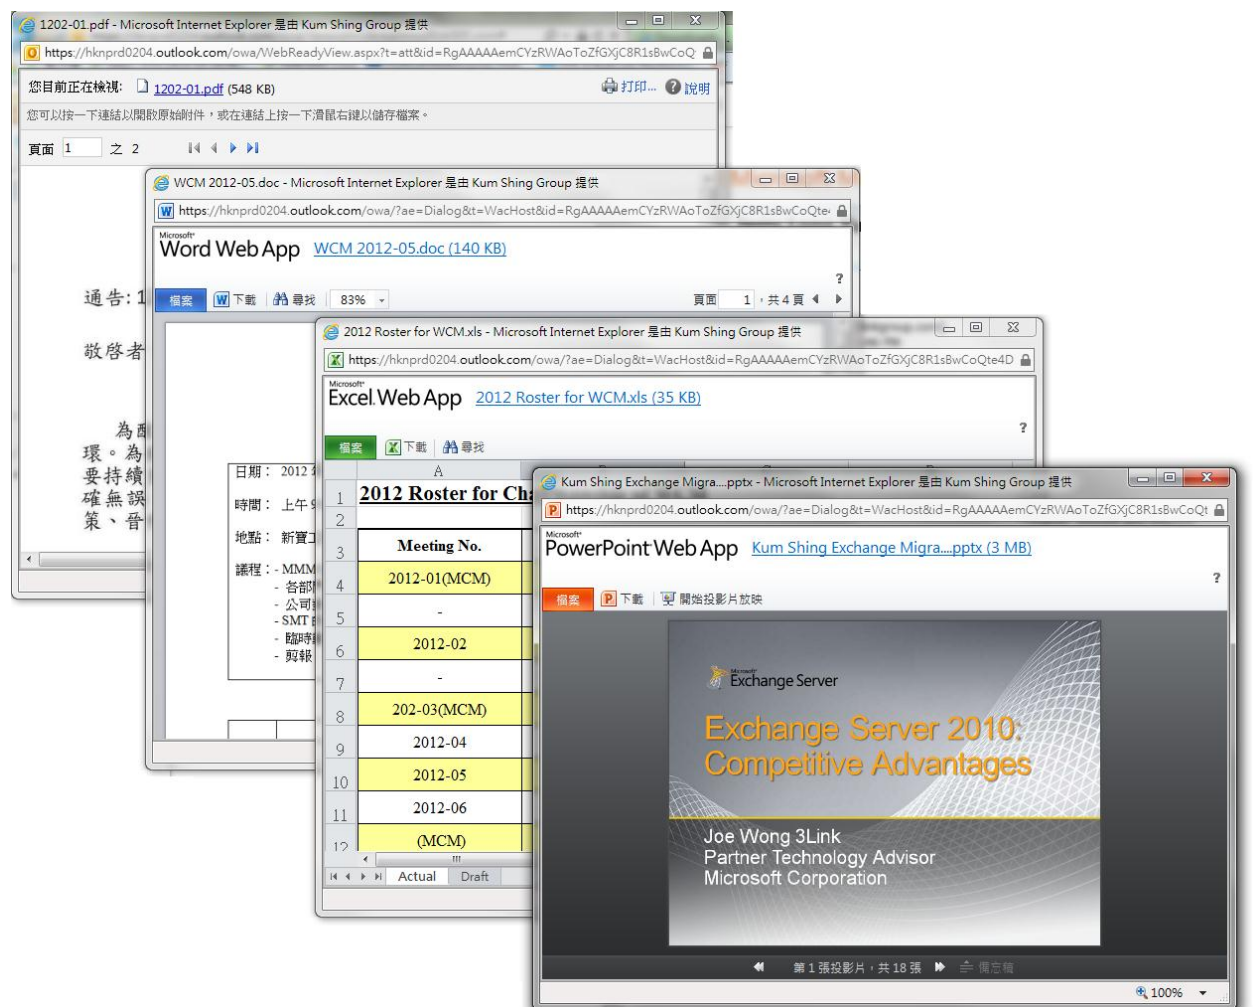 1202-01.pdf - Microsoft Internet Explorer 是由 Kum Shing Group 提供
https://hknprd0204.outlook.com/owa/WebReadyView.aspx?t=att&id=RgAAAAAemCYzRWAoToZfGXjC8R1sBwCoQ
您目前正在檢視: 1202-01.pdf (548 KB)
打印... 說明
您可以按一下連結以開啟原始附件，或在連結上按一下滑鼠右鍵以儲存檔案。
頁面 1 之 2
通告: 1
敬啓者
為
環。為
要持續
確無誤
策、晉
WCM 2012-05.doc - Microsoft Internet Explorer 是由 Kum Shing Group 提供
https://hknprd0204.outlook.com/owa/?ae=Dialog&t=WacHost&id=RgAAAAAemCYzRWAoToZfGXjC8R1sBwCoQte
Microsoft
Word Web App WCM 2012-05.doc (140 KB)
?
檔案 下載 尋找 83% 頁面 1 ，共 4 頁
日期： 2012
時間： 上午 9
地點： 新寶
議程：- MMM
- 各部
- 公司
- SMT
- 臨時
- 剪報
2012 Roster for WCM.xls - Microsoft Internet Explorer 是由 Kum Shing Group 提供
https://hknprd0204.outlook.com/owa/?ae=Dialog&t=WacHost&id=RgAAAAAemCYzRWAoToZfGXjC8R1sBwCoQte4D
Microsoft
Excel Web App 2012 Roster for WCM.xls (35 KB)
?
檔案 下載 尋找
A
1 2012 Roster for Cha
2
3 Meeting No.
4 2012-01(MCM)
5 -
6 2012-02
7 -
8 202-03(MCM)
9 2012-04
10 2012-05
11 2012-06
12 (MCM)
Actual Draft
Kum Shing Exchange Migra....pptx - Microsoft Internet Explorer 是由 Kum Shing Group 提供
https://hknprd0204.outlook.com/owa/?ae=Dialog&t=WacHost&id=RgAAAAAemCYzRWAoToZfGXjC8R1sBwCoQt
Microsoft
PowerPoint Web App Kum Shing Exchange Migra....pptx (3 MB)
?
檔案 下載 開始投影片放映
Microsoft
Exchange Server
Exchange Server 2010:
Competitive Advantages
Joe Wong 3Link
Partner Technology Advisor
Microsoft Corporation
第 1 張投影片，共 18 張 備忘稿
100%